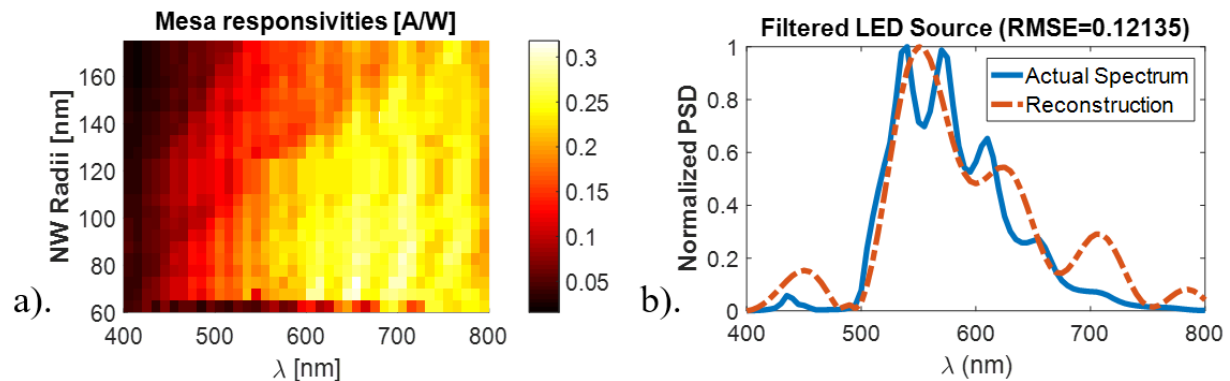 Mesa responsivities [A/W]
NW Radii [nm]
160
140
120
100
80
60
400
500
600
700
800
λ [nm]
0.3
0.25
0.2
0.15
0.1
0.05
a).
Filtered LED Source (RMSE=0.12135)
Normalized PSD
1
0.8
0.6
0.4
0.2
0
400
500
600
700
800
λ (nm)
Actual Spectrum
Reconstruction
b).